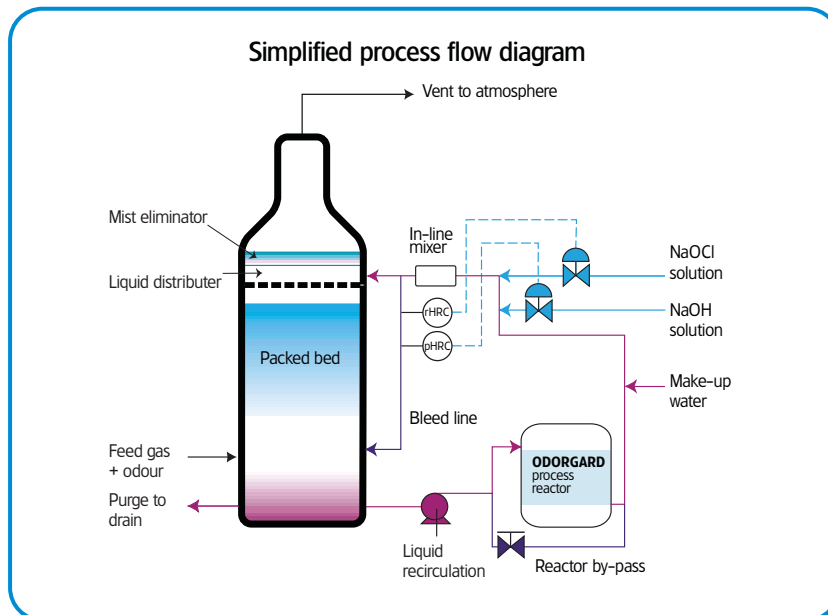 Simplified process flow diagram
Vent to atmosphere
Mist eliminator
Liquid distributer
In-line
mixer
NaOCl
solution
NaOH
solution
rHRC
pHRC
Packed bed
Make-up
water
Bleed line
Feed gas
+ odour
ODORGARD
process
reactor
Purge to
drain
Liquid
recirculation
Reactor by-pass